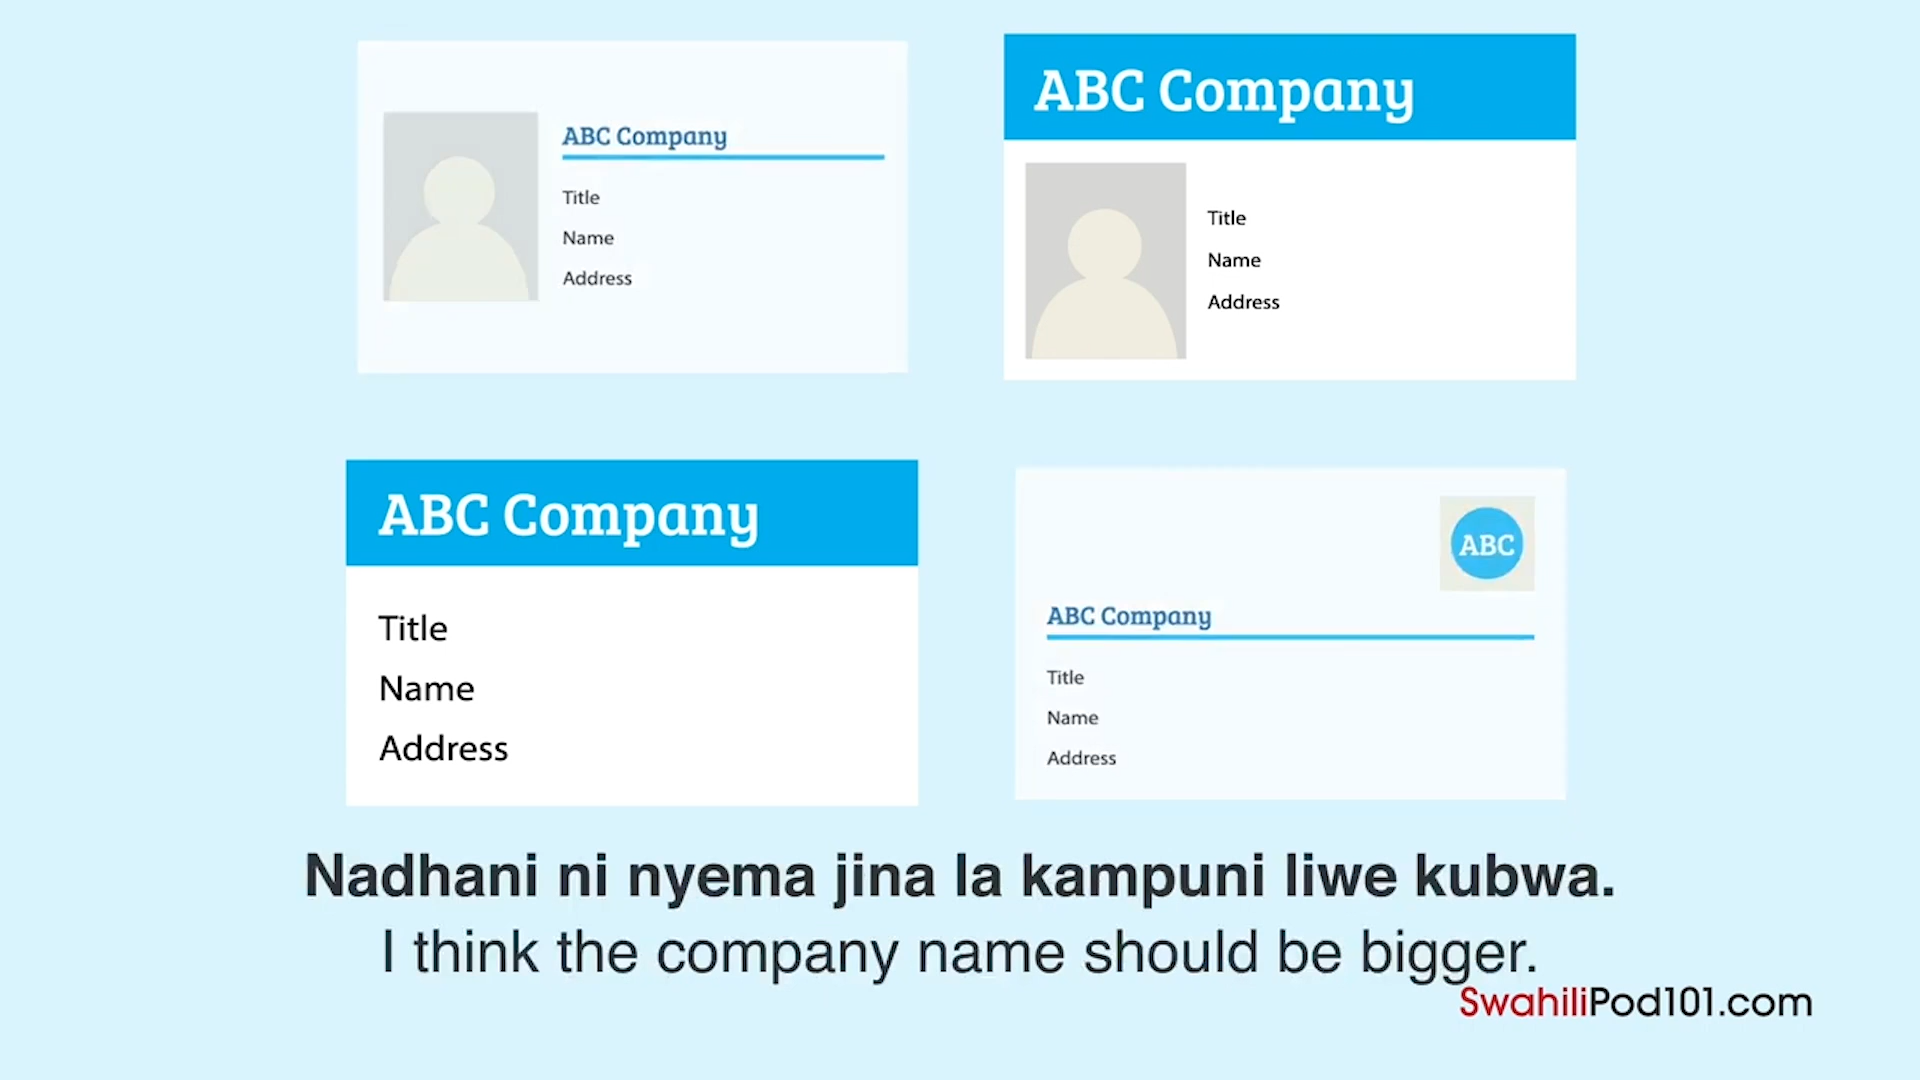 ABC Company
Title
Name
Address
ABC Company
Title
Name
Address
ABC Company
Title
Name
Address
ABC
ABC Company
Title
Name
Address
Nadhani ni nyema jina la kampuni liwe kubwa.
I think the company name should be bigger.
SwahiliPod101.com